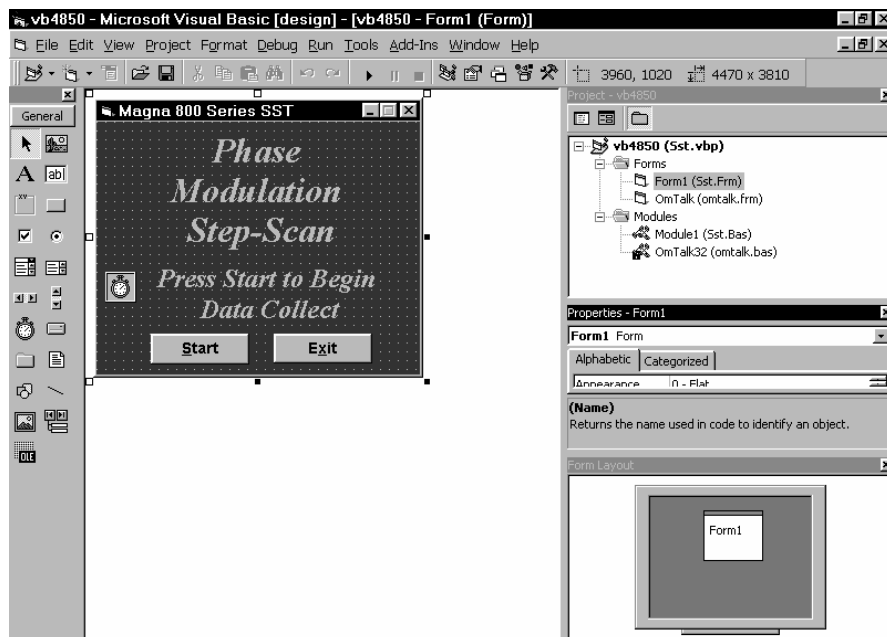 vb4850 - Microsoft Visual Basic [design] - [vb4850 - Form1 (Form)]
File Edit View Project Format Debug Run Tools Add-Ins Window Help
3960, 1020 4470 x 3810
General
A
ab|
XY
OLE
Magna 800 Series SST
Phase
Modulation
Step-Scan
Press Start to Begin
Data Collect
Start Exit
Project - vb4850
vb4850 (Sst.vbp)
Forms
Form1 (Sst.Frm)
OmTalk (omtalk.frm)
Modules
Module1 (Sst.Bas)
OmTalk32 (omtalk.bas)
Properties - Form1
Form1 Form
Alphabetic Categorized
Appearance 0 - Flat
(Name)
Returns the name used in code to identify an object.
Form Layout
Form1